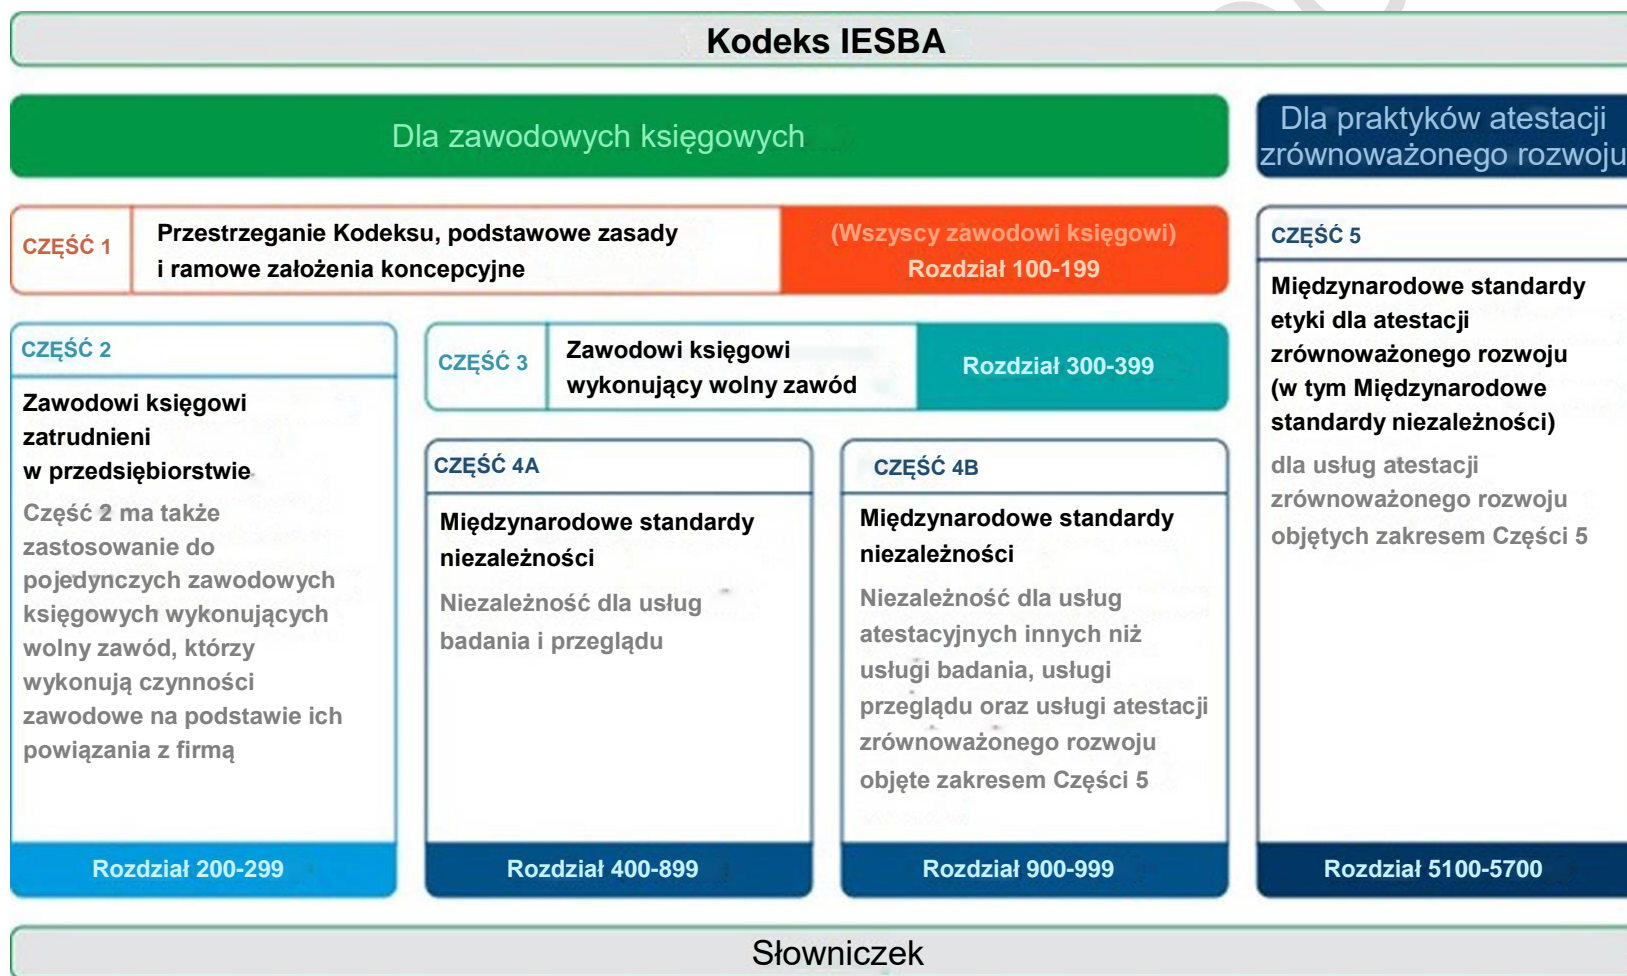 Kodeks IESBA
Dla zawodowych księgowych
Dla praktyków atestacji
zrównoważonego rozwoju
CZĘŚĆ 1
Przestrzeganie Kodeksu, podstawowe zasady
i ramowe założenia koncepcyjne
(Wszyscy zawodowi księgowi)
Rozdział 100-199
CZĘŚĆ 2
Zawodowi księgowi
zatrudnieni
w przedsiębiorstwie
Część 2 ma także
zastosowanie do
pojedynczych zawodowych
księgowych wykonujących
wolny zawód, którzy
wykonują czynności
zawodowe na podstawie ich
powiązania z firmą
Rozdział 200-299
CZĘŚĆ 3
Zawodowi księgowi
wykonujący wolny zawód
Rozdział 300-399
CZĘŚĆ 4A
Międzynarodowe standardy
niezależności
Niezależność dla usług
badania i przeglądu
Rozdział 400-899
CZĘŚĆ 4B
Międzynarodowe standardy
niezależności
Niezależność dla usług
atestacyjnych innych niż
usługi badania, usługi
przeglądu oraz usługi atestacji
zrównoważonego rozwoju
objęte zakresem Części 5
Rozdział 900-999
CZĘŚĆ 5
Międzynarodowe standardy
etyki dla atestacji
zrównoważonego rozwoju
(w tym Międzynarodowe
standardy niezależności)
dla usług atestacji
zrównoważonego rozwoju
objętych zakresem Części 5
Rozdział 5100-5700
Słowniczek